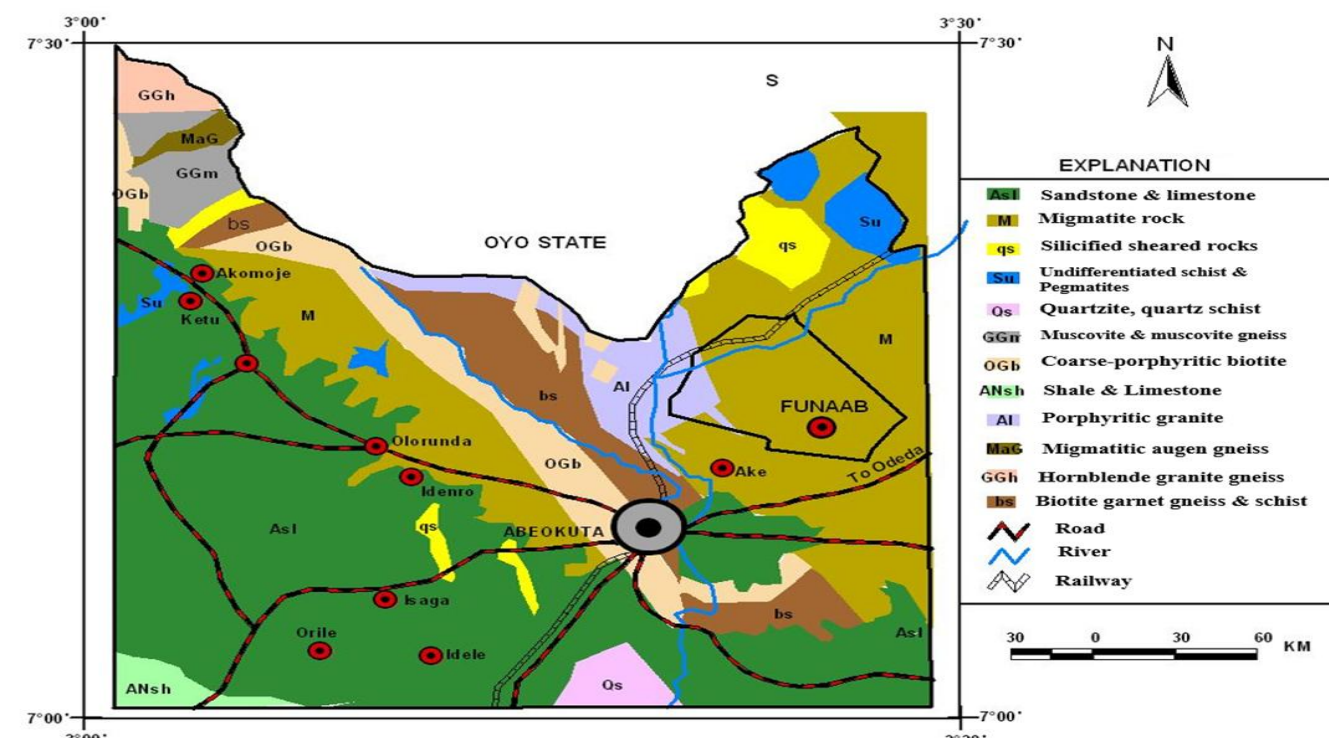 3°00' 3°30'
7°30' 7°30'
N
S
GGh
MaG
GGm
OGb
bs
OGb
OYO STATE
Su
qs
Akomoje
Su
Ketu
M
M
bs
Al
FUNAAB
Olorunda
OGb
Ake
To Odeda
Idenro
qs
Asl
ABEOKUTA
Isaga
bs
Orile
Asl
Idele
ANsh
Qs
7°00' 7°00'
EXPLANATION
Asl Sandstone & limestone
M Migmatite rock
qs Silicified sheared rocks
Su Undifferentiated schist &
Pegmatites
Qs Quartzite, quartz schist
GGm Muscovite & muscovite gneiss
OGb Coarse-porphyritic biotite
ANsh Shale & Limestone
Al Porphyritic granite
MaG Migmatitic augen gneiss
GGh Hornblende granite gneiss
bs Biotite garnet gneiss & schist
Road
River
Railway
30 0 30 60 KM